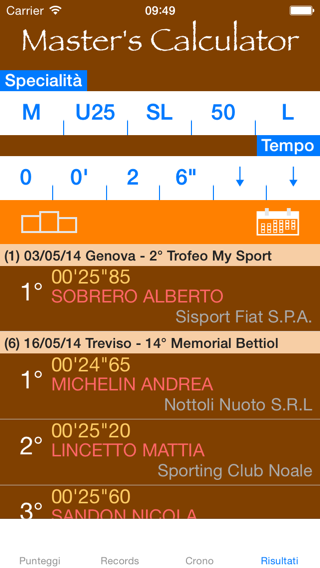 Carrier 09:49
Master's Calculator
Specialità
M U25 SL 50 L
Tempo
0 0' 2 6" ↓ ↓
(1) 03/05/14 Genova - 2° Trofeo My Sport
1° 00'25"85
SOBRERO ALBERTO
Sisport Fiat S.P.A.
(6) 16/05/14 Treviso - 14° Memorial Bettiol
1° 00'24"65
MICHELIN ANDREA
Nottoli Nuoto S.R.L
2° 00'25"20
LINCETTO MATTIA
Sporting Club Noale
3° 00'25"60
SANDON NICOLA
Punteggi Records Crono Risultati